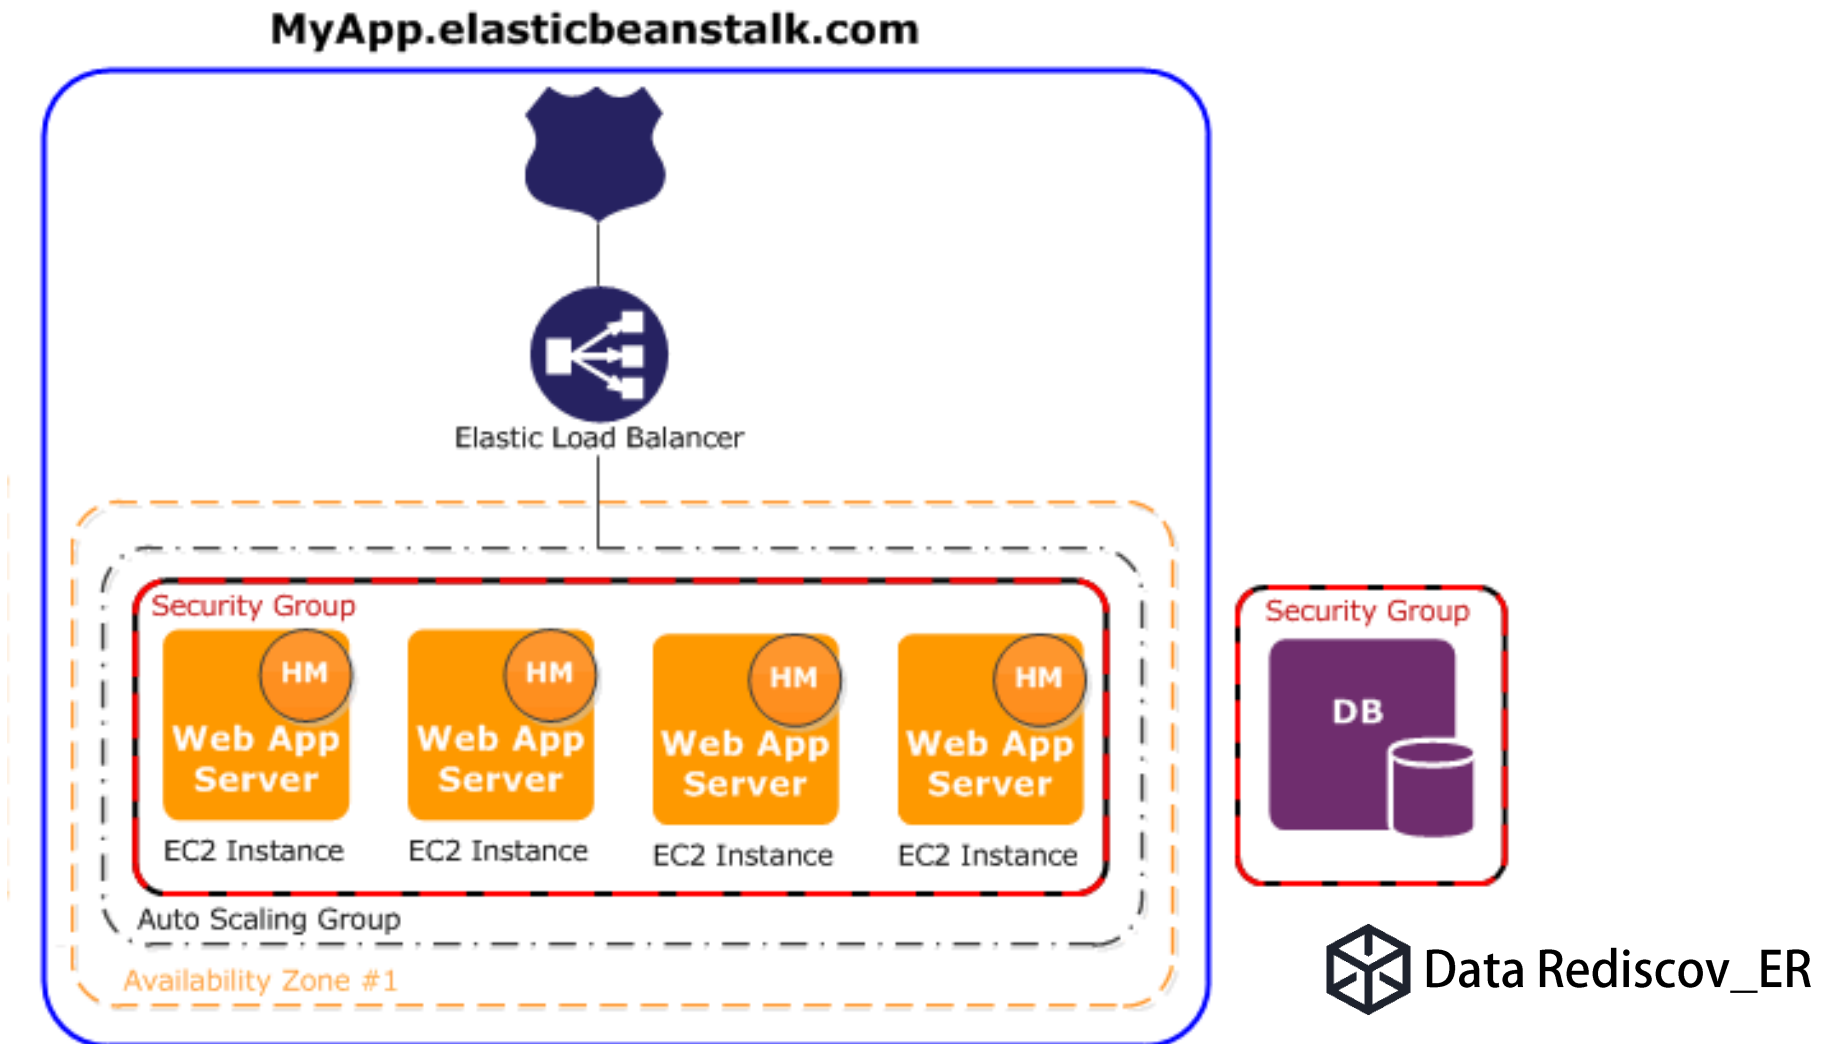 MyApp.elasticbeanstalk.com
Elastic Load Balancer
Security Group
HM
Web App
Server
EC2 Instance
HM
Web App
Server
EC2 Instance
HM
Web App
Server
EC2 Instance
HM
Web App
Server
EC2 Instance
Auto Scaling Group
Availability Zone #1
Security Group
DB
Data Rediscov_ER